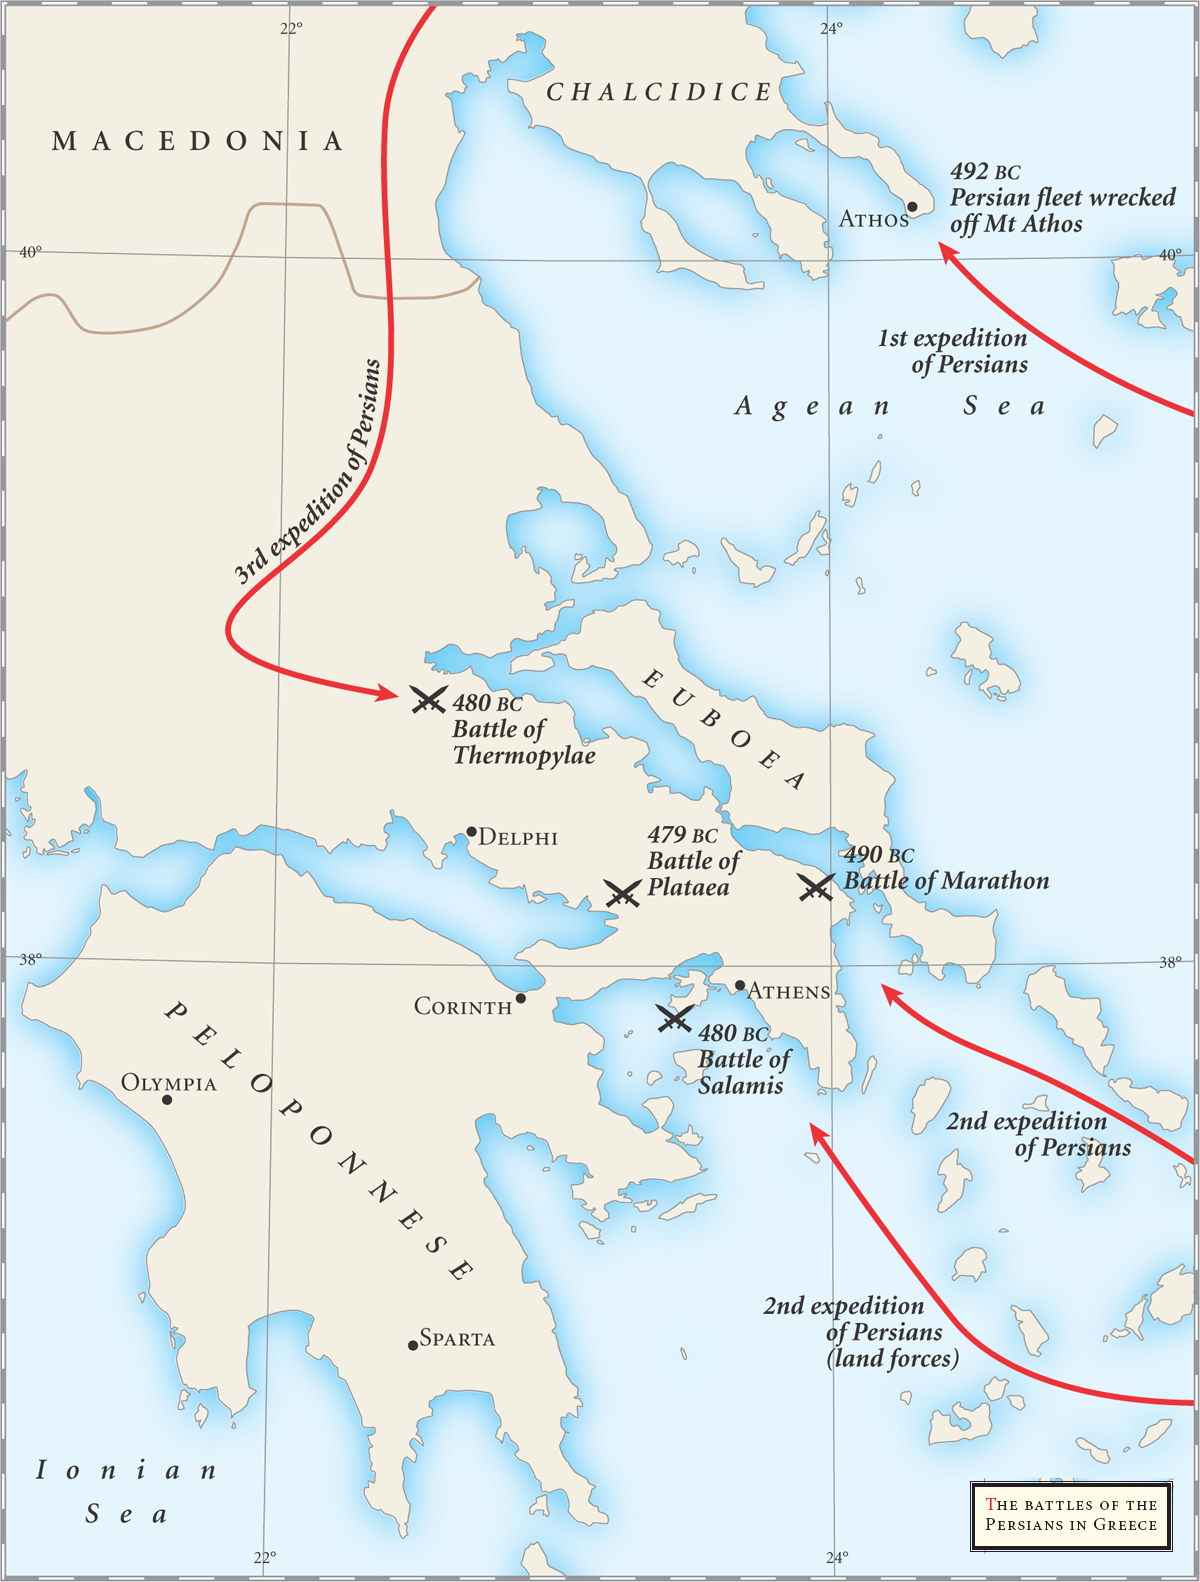 22°
24°
CHALCIDICE
MACEDONIA
492 BC
Persian fleet wrecked
off Mt Athos
ATHOS
40°
40°
1st expedition
of Persians
Agean Sea
3rd expedition of Persians
EUBOEA
480 BC
Battle of
Thermopylae
DELPHI
479 BC
Battle of
Plataea
490 BC
Battle of Marathon
38°
38°
CORINTH
ATHENS
480 BC
Battle of
Salamis
PELOPONNESE
OLYMPIA
2nd expedition
of Persians
2nd expedition
of Persians
(land forces)
SPARTA
Ionian
Sea
THE BATTLES OF THE
PERSIANS IN GREECE
22°
24°